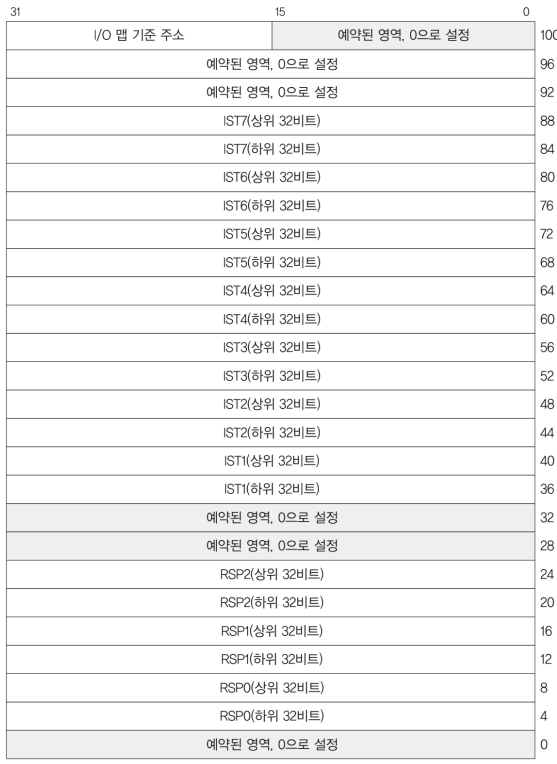 31 15 0
I/O 맵 기준 주소 예약된 영역, 0으로 설정 100
예약된 영역, 0으로 설정 96
예약된 영역, 0으로 설정 92
IST7(상위 32비트) 88
IST7(하위 32비트) 84
IST6(상위 32비트) 80
IST6(하위 32비트) 76
IST5(상위 32비트) 72
IST5(하위 32비트) 68
IST4(상위 32비트) 64
IST4(하위 32비트) 60
IST3(상위 32비트) 56
IST3(하위 32비트) 52
IST2(상위 32비트) 48
IST2(하위 32비트) 44
IST1(상위 32비트) 40
IST1(하위 32비트) 36
예약된 영역, 0으로 설정 32
예약된 영역, 0으로 설정 28
RSP2(상위 32비트) 24
RSP2(하위 32비트) 20
RSP1(상위 32비트) 16
RSP1(하위 32비트) 12
RSP0(상위 32비트) 8
RSP0(하위 32비트) 4
예약된 영역, 0으로 설정 0